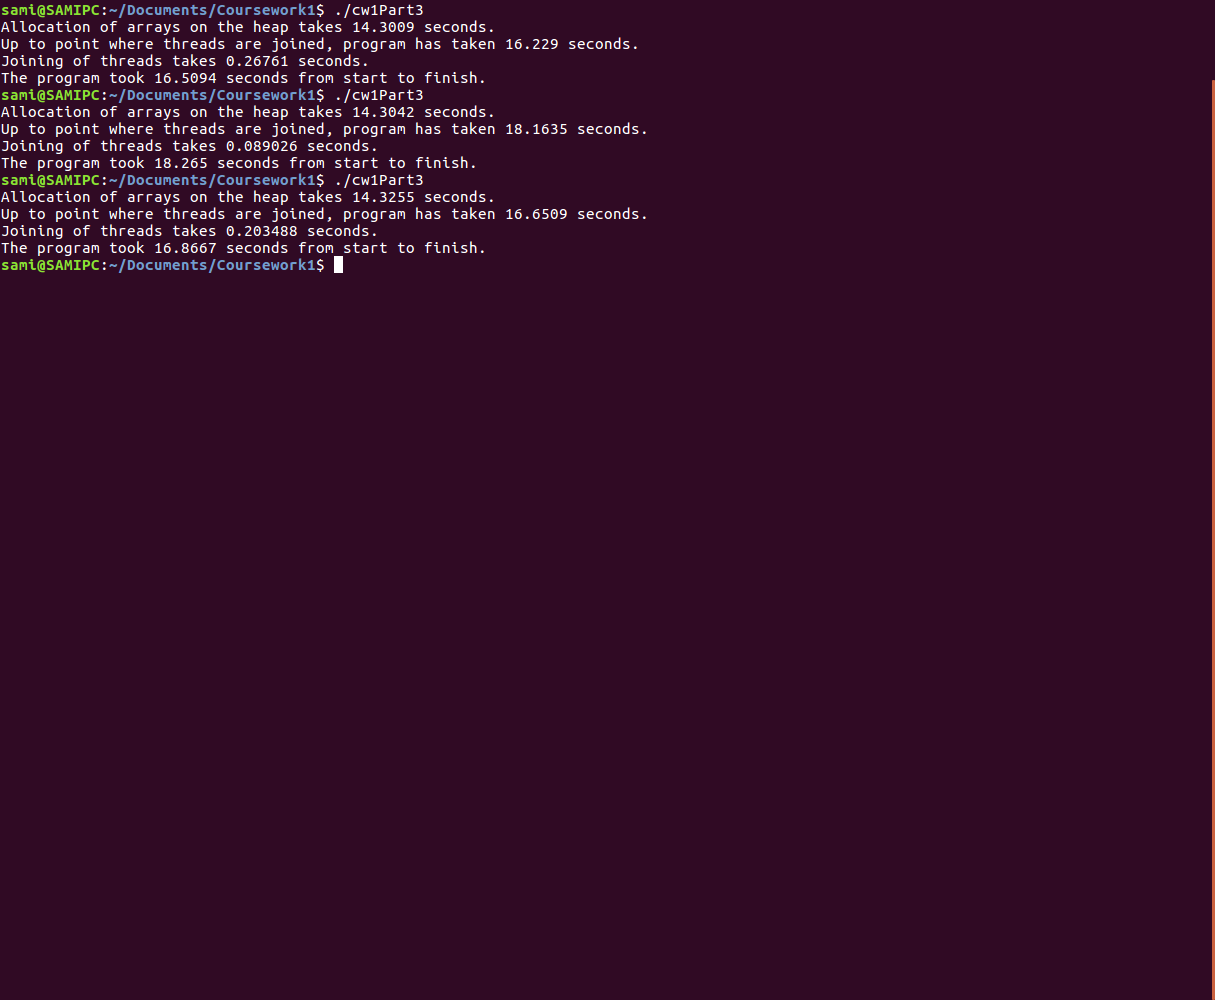 sami@SAMIPC:~/Documents/Coursework1$ ./cw1Part3
Allocation of arrays on the heap takes 14.3009 seconds.
Up to point where threads are joined, program has taken 16.229 seconds.
Joining of threads takes 0.26761 seconds.
The program took 16.5094 seconds from start to finish.
sami@SAMIPC:~/Documents/Coursework1$ ./cw1Part3
Allocation of arrays on the heap takes 14.3042 seconds.
Up to point where threads are joined, program has taken 18.1635 seconds.
Joining of threads takes 0.089026 seconds.
The program took 18.265 seconds from start to finish.
sami@SAMIPC:~/Documents/Coursework1$ ./cw1Part3
Allocation of arrays on the heap takes 14.3255 seconds.
Up to point where threads are joined, program has taken 16.6509 seconds.
Joining of threads takes 0.203488 seconds.
The program took 16.8667 seconds from start to finish.
sami@SAMIPC:~/Documents/Coursework1$